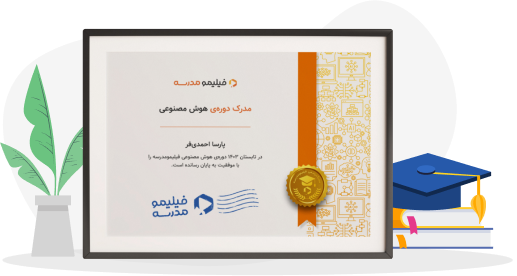 فیلیمو مدرسه
مدرک دوره‌ی هوش مصنوعی
پارسا احمدی‌فر
در تابستان ۱۴۰۲ دوره‌ی هوش مصنوعی فیلیمومدرسه را
با موفقیت به پایان رسانده است.
فیلیمو
مدرسه